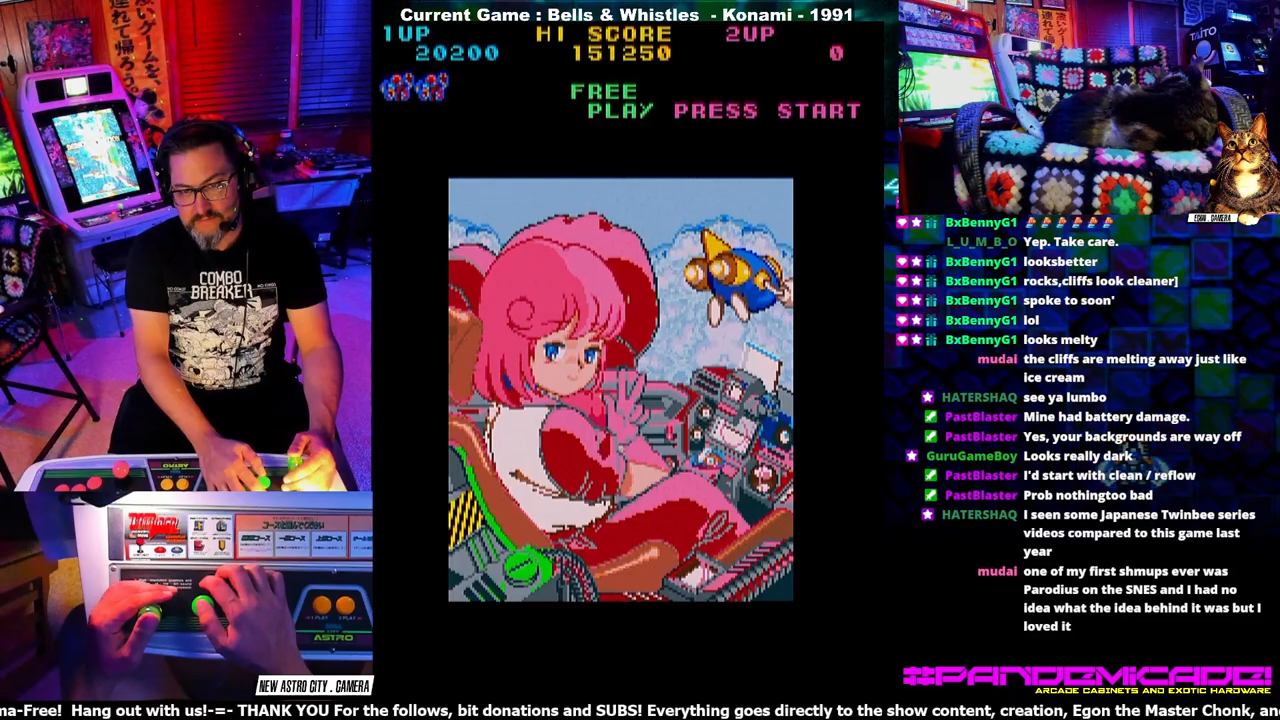 Current Game : Bells & Whistles - Konami - 1991
1UP HI SCORE 2UP
20200 151250 0
FREE
PLAY PRESS START
COMBO
BREAKER
TAITO
EGON . CAMERA
BxBennyG1
L_U_M_B_O Yep. Take care.
BxBennyG1 looksbetter
BxBennyG1 rocks,cliffs look cleaner]
BxBennyG1 spoke to soon'
BxBennyG1 lol
BxBennyG1 looks melty
mudai the cliffs are melting away just like
ice cream
HATERSHAQ see ya lumbo
PastBlaster Mine had battery damage.
PastBlaster Yes, your backgrounds are way off
GuruGameBoy Looks really dark
PastBlaster I'd start with clean / reflow
PastBlaster Prob nothingtoo bad
HATERSHAQ I seen some Japanese Twinbee series
videos compared to this game last
year
mudai one of my first shmups ever was
Parodius on the SNES and I had no
idea what the idea behind it was but I
loved it
ASTRO
NEW ASTRO CITY . CAMERA
#PANDEMICADE!
ARCADE CABINETS AND EXOTIC HARDWARE
ma-Free! Hang out with us!-=- THANK YOU For the follows, bit donations and SUBS! Everything goes directly to the show content, creation, Egon the Master Chonk, an